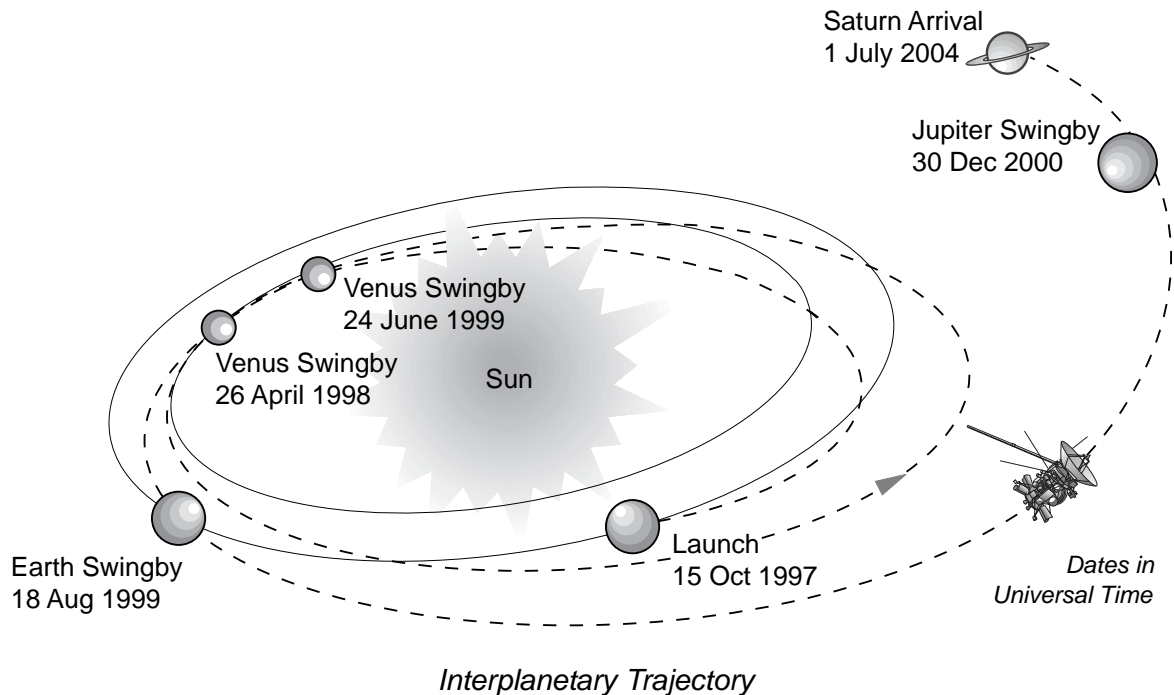 Saturn Arrival
1 July 2004
Jupiter Swingby
30 Dec 2000
Venus Swingby
24 June 1999
Venus Swingby
26 April 1998
Sun
Launch
15 Oct 1997
Earth Swingby
18 Aug 1999
Dates in
Universal Time
Interplanetary Trajectory